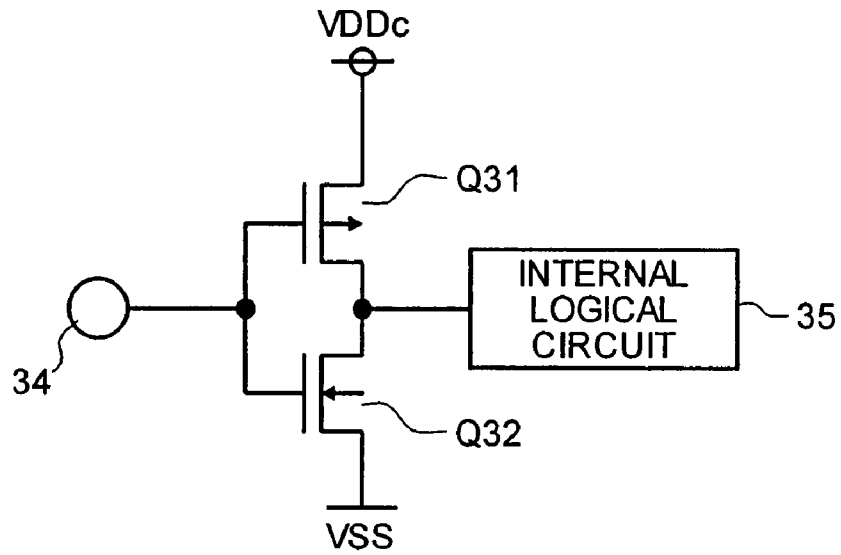 VDDc
Q31
INTERNAL
LOGICAL
CIRCUIT
35
34
Q32
VSS